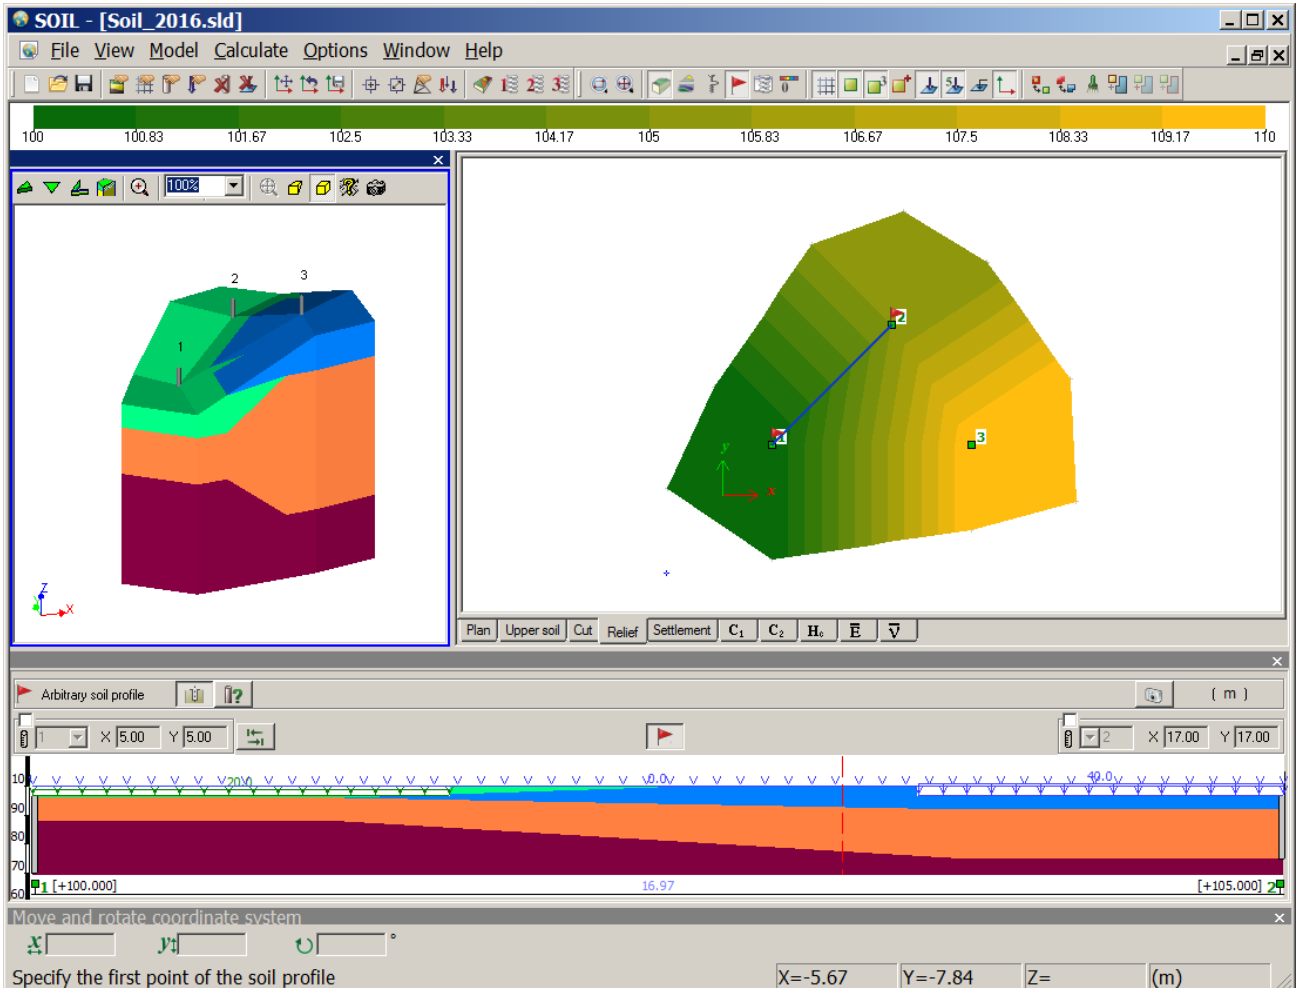 SOIL - [Soil_2016.sld]
File View Model Calculate Options Window Help
100 100.83 101.67 102.5 103.33 104.17 105 105.83 106.67 107.5 108.33 109.17 110
100%
2 3
1
Z
X
2
1
3
y
x
Plan Upper soil Cut Relief Settlement C₁ C₂ Hc E̅ V̅
Arbitrary soil profile
( m )
1 X 5.00 Y 5.00
2 X 17.00 Y 17.00
20.0 0.0 40.0
90
80
70
60
1 [+100.000] 16.97 [+105.000] 2
Move and rotate coordinate system
x y °
Specify the first point of the soil profile X=-5.67 Y=-7.84 Z= (m)